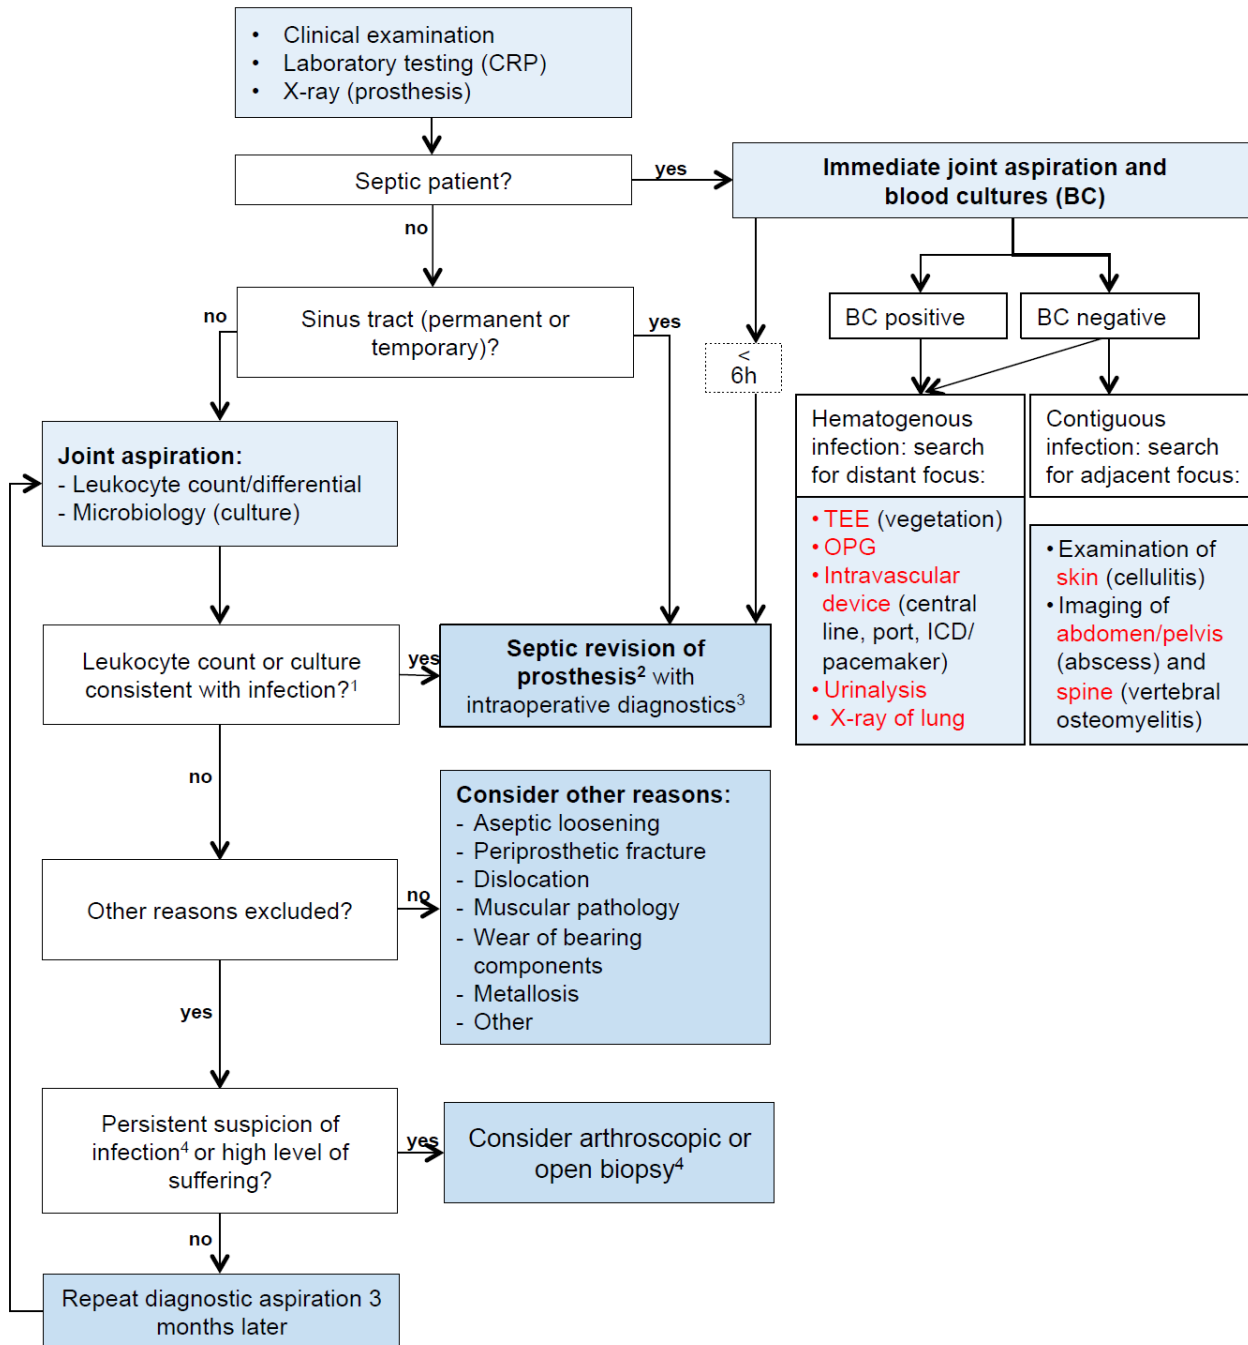 • Clinical examination
• Laboratory testing (CRP)
• X-ray (prosthesis)
Septic patient?
yes
Immediate joint aspiration and
blood cultures (BC)
no
Sinus tract (permanent or
temporary)?
no
yes
<
6h
BC positive
BC negative
Hematogenous
infection: search
for distant focus:
• TEE (vegetation)
• OPG
• Intravascular
device (central
line, port, ICD/
pacemaker)
• Urinalysis
• X-ray of lung
Contiguous
infection: search
for adjacent focus:
• Examination of
skin (cellulitis)
• Imaging of
abdomen/pelvis
(abscess) and
spine (vertebral
osteomyelitis)
Joint aspiration:
- Leukocyte count/differential
- Microbiology (culture)
Leukocyte count or culture
consistent with infection?¹
yes
Septic revision of
prosthesis² with
intraoperative diagnostics³
no
Other reasons excluded?
no
Consider other reasons:
- Aseptic loosening
- Periprosthetic fracture
- Dislocation
- Muscular pathology
- Wear of bearing
components
- Metallosis
- Other
yes
Persistent suspicion of
infection⁴ or high level of
suffering?
yes
Consider arthroscopic or
open biopsy⁴
no
Repeat diagnostic aspiration 3
months later